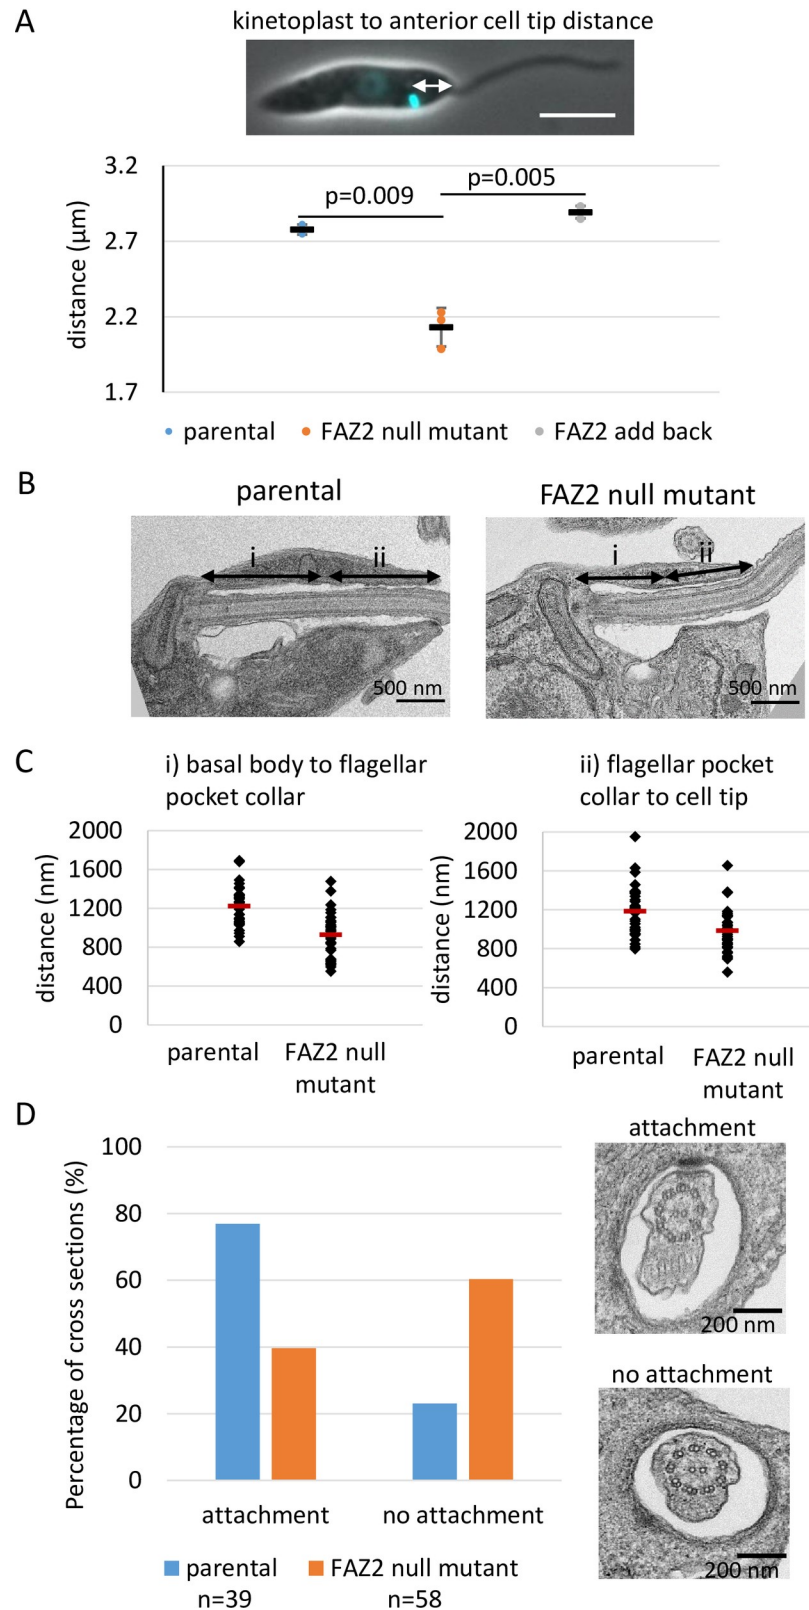 A
kinetoplast to anterior cell tip distance
3.2
2.7
2.2
1.7
distance (µm)
p=0.009
p=0.005
parental
FAZ2 null mutant
FAZ2 add back
B
parental
FAZ2 null mutant
i
ii
500 nm
i
ii
500 nm
C
i) basal body to flagellar
pocket collar
2000
1600
1200
800
400
0
distance (nm)
parental
FAZ2 null
mutant
ii) flagellar pocket
collar to cell tip
2000
1600
1200
800
400
0
distance (nm)
parental
FAZ2 null
mutant
D
100
80
60
40
20
0
Percentage of cross sections (%)
attachment
no attachment
parental
n=39
FAZ2 null mutant
n=58
attachment
200 nm
no attachment
200 nm